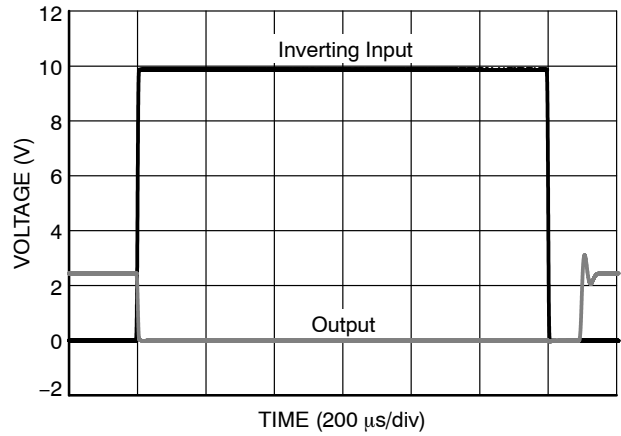 12
Inverting Input
10
8
6
VOLTAGE (V)
4
2
Output
0
−2
TIME (200 μs/div)